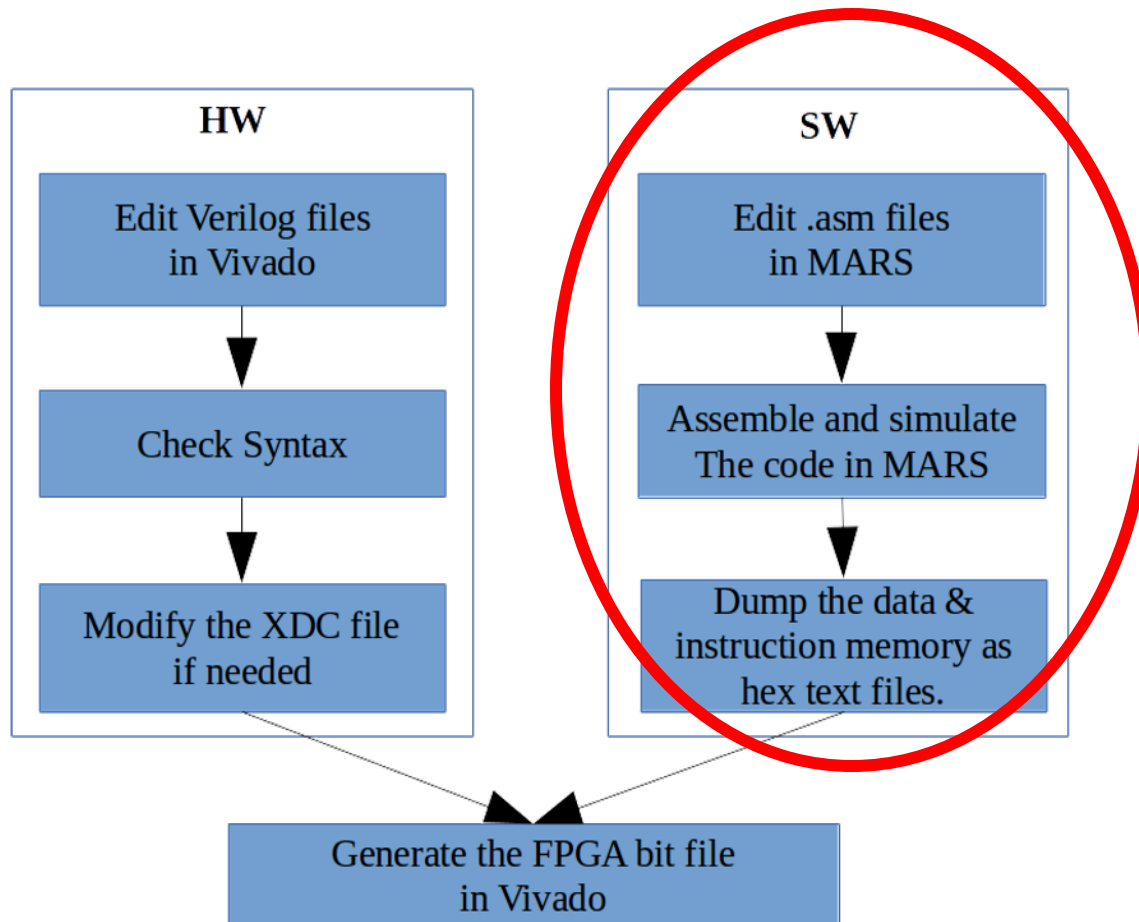 HW
Edit Verilog files
in Vivado
Check Syntax
Modify the XDC file
if needed
SW
Edit .asm files
in MARS
Assemble and simulate
The code in MARS
Dump the data &
instruction memory as
hex text files.
Generate the FPGA bit file
in Vivado